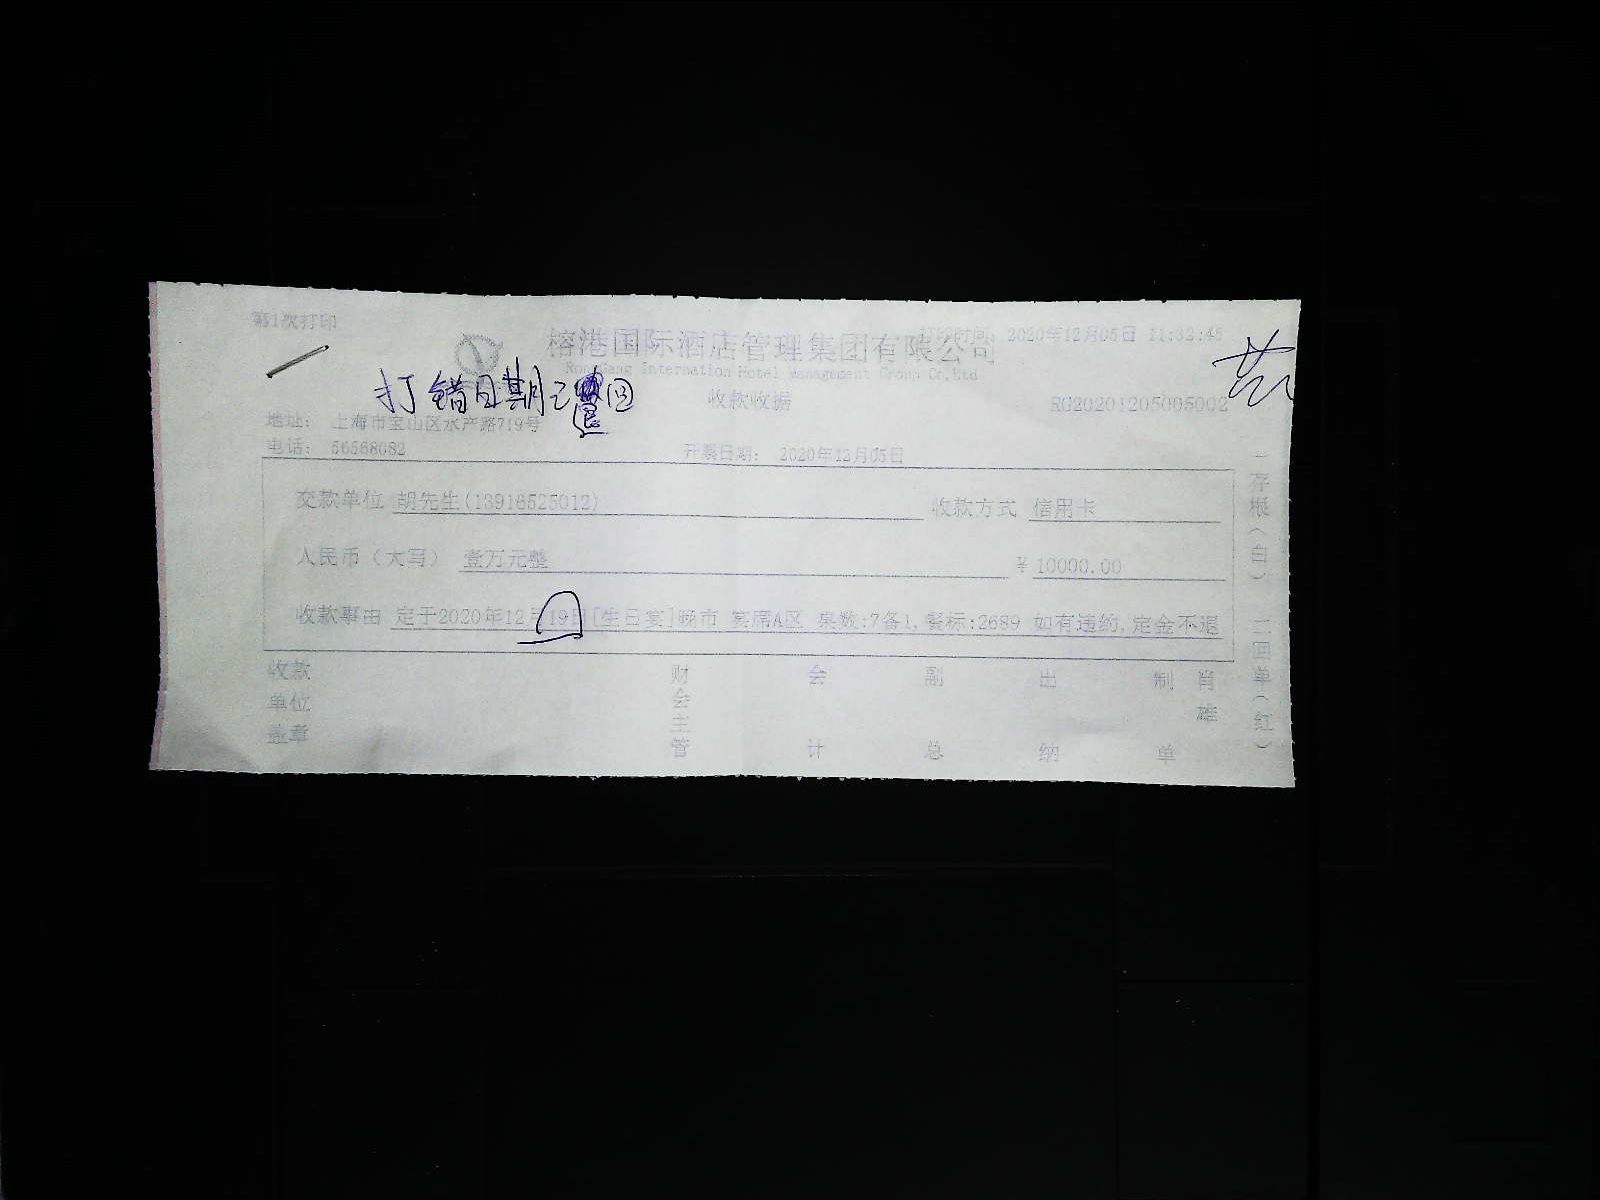 第1次打印
打印时间: 2020年12月05日 11:32:45
榕港国际酒店管理集团有限公司
Rong Gang Internation Hotel Management Group Co,Ltd
打错日期已退回
收款收据
RG20201205005002
地址: 上海市宝山区水产路719号
电话: 56568082
开票日期: 2020年12月05日
交款单位 胡先生(13916525012) 收款方式 信用卡
人民币（大写） 壹万元整 ¥ 10000.00
收款事由 定于2020年12月19日[生日宴]晚市 宴席A区 桌数:7备1,餐标:2689 如有违约,定金不退
收款单位盖章 财会主管 会计 副总 出纳 制单 肖雄
一存根（白） 二回单（红）